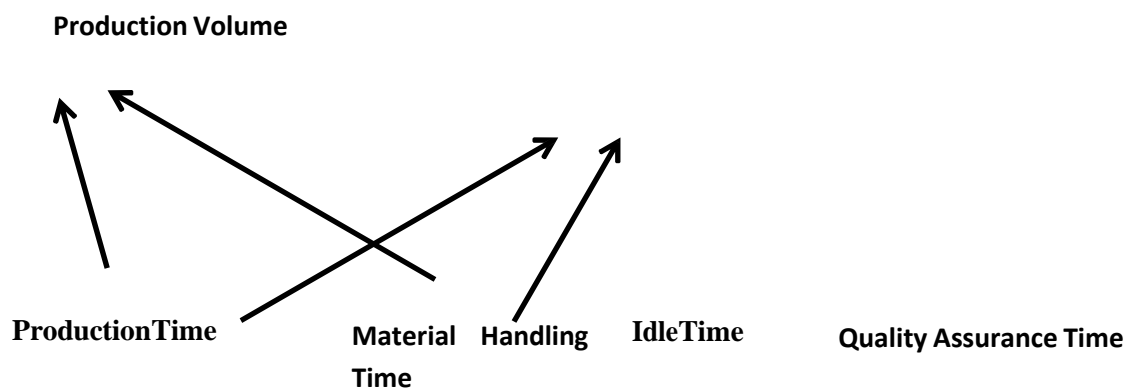 Production Volume
ProductionTime
Material Handling
Time
IdleTime
Quality Assurance Time